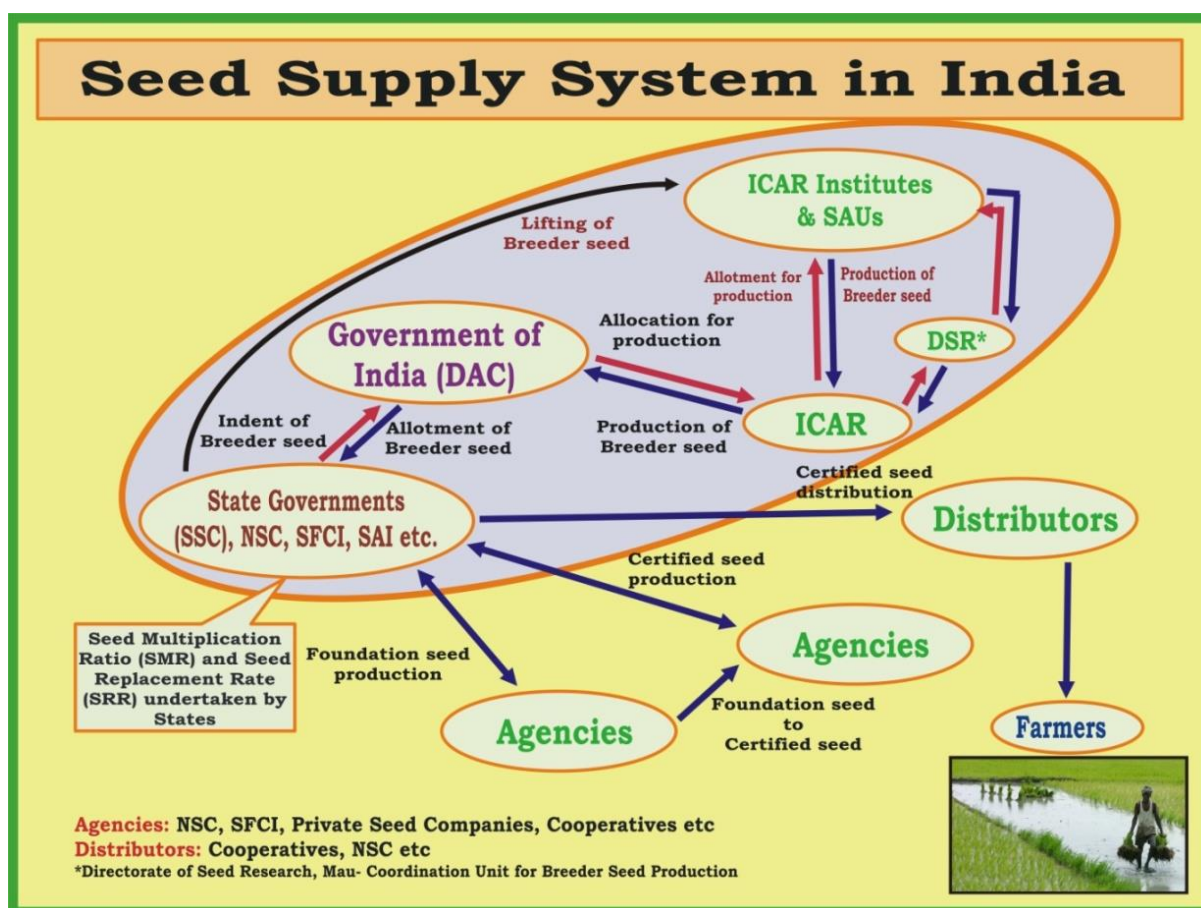 Seed Supply System in India
ICAR Institutes
& SAUs
Lifting of
Breeder seed
Allotment for
production
Production of
Breeder seed
Government of
India (DAC)
Allocation for
production
DSR*
Indent of
Breeder seed
Allotment of
Breeder seed
Production of
Breeder seed
ICAR
State Governments
(SSC), NSC, SFCI, SAI etc.
Certified seed
distribution
Distributors
Certified seed
production
Seed Multiplication
Ratio (SMR) and Seed
Replacement Rate
(SRR) undertaken by
States
Foundation seed
production
Agencies
Agencies
Foundation seed
to
Certified seed
Farmers
Agencies: NSC, SFCI, Private Seed Companies, Cooperatives etc
Distributors: Cooperatives, NSC etc
*Directorate of Seed Research, Mau- Coordination Unit for Breeder Seed Production